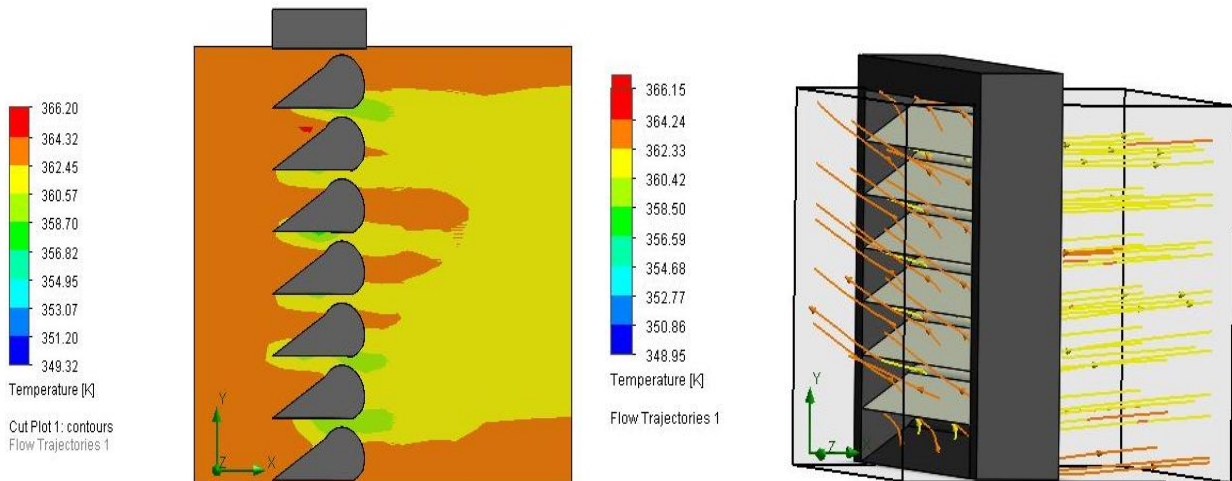 366.20
364.32
362.45
360.57
358.70
356.82
354.95
353.07
351.20
349.32
Temperature [K]
Cut Plot 1: contours
Flow Trajectories 1
Y
Z
X
366.15
364.24
362.33
360.42
358.50
356.59
354.68
352.77
350.86
348.95
Temperature [K]
Flow Trajectories 1
Y
Z
X